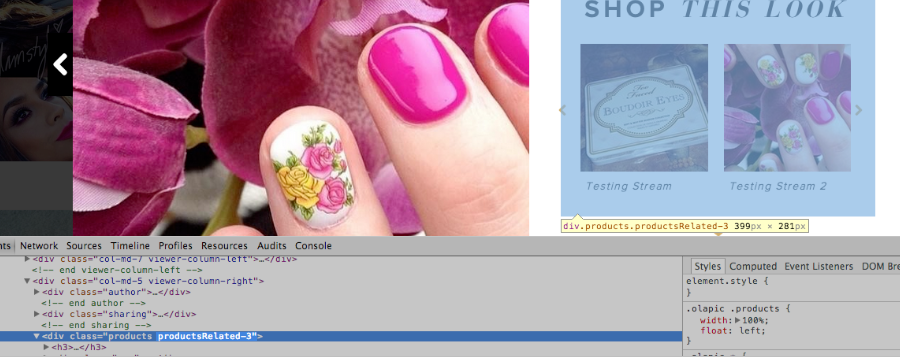 SHOP THIS LOOK
Too Faced
BOUDOIR EYES
Testing Stream
Testing Stream 2
div.products.productsRelated-3 399px × 281px
nts Network Sources Timeline Profiles Resources Audits Console
▶<div class="col-md-7 viewer-column-left">…</div>
<!-- end viewer-column-left -->
▼<div class="col-md-5 viewer-column-right">
▶<div class="author">…</div>
<!-- end author -->
▶<div class="sharing">…</div>
<!-- end sharing -->
▼<div class="products productsRelated-3">
▶<h3>…</h3>
Styles Computed Event Listeners DOM Bre
element.style {
}
.olapic .products {
width:▶100%;
float: left;
}